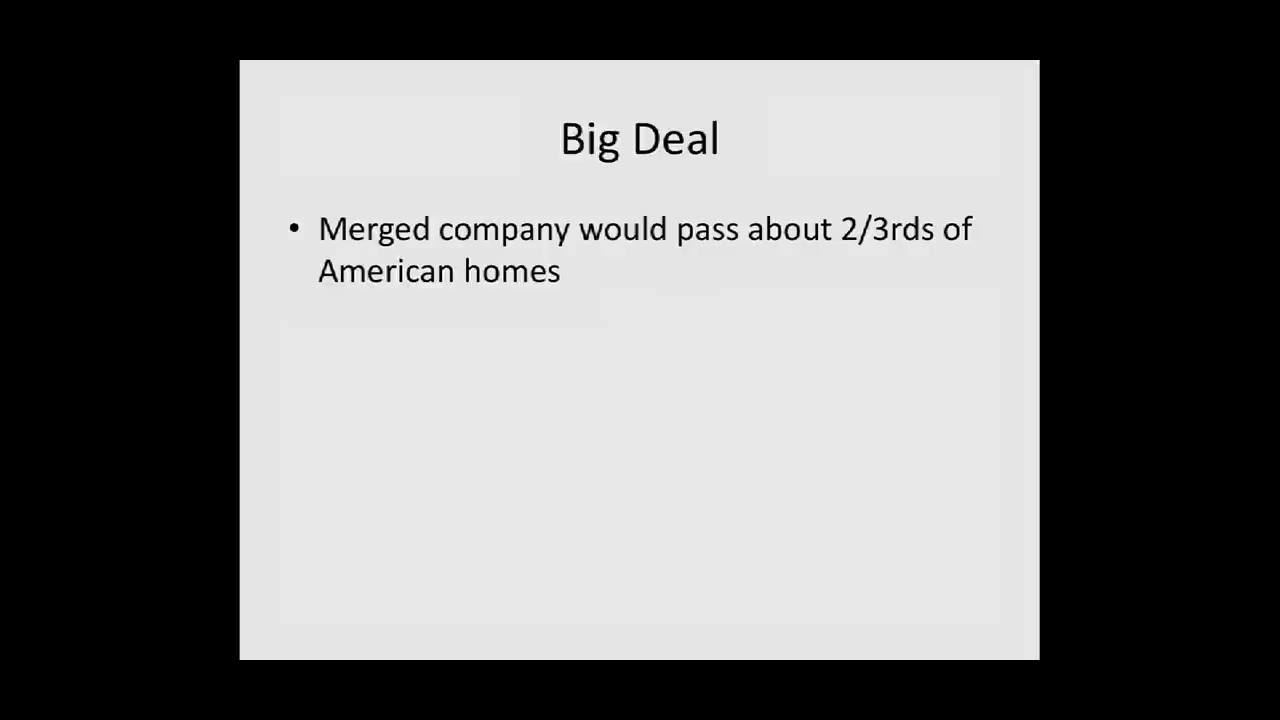 Big Deal
• Merged company would pass about 2/3rds of
American homes